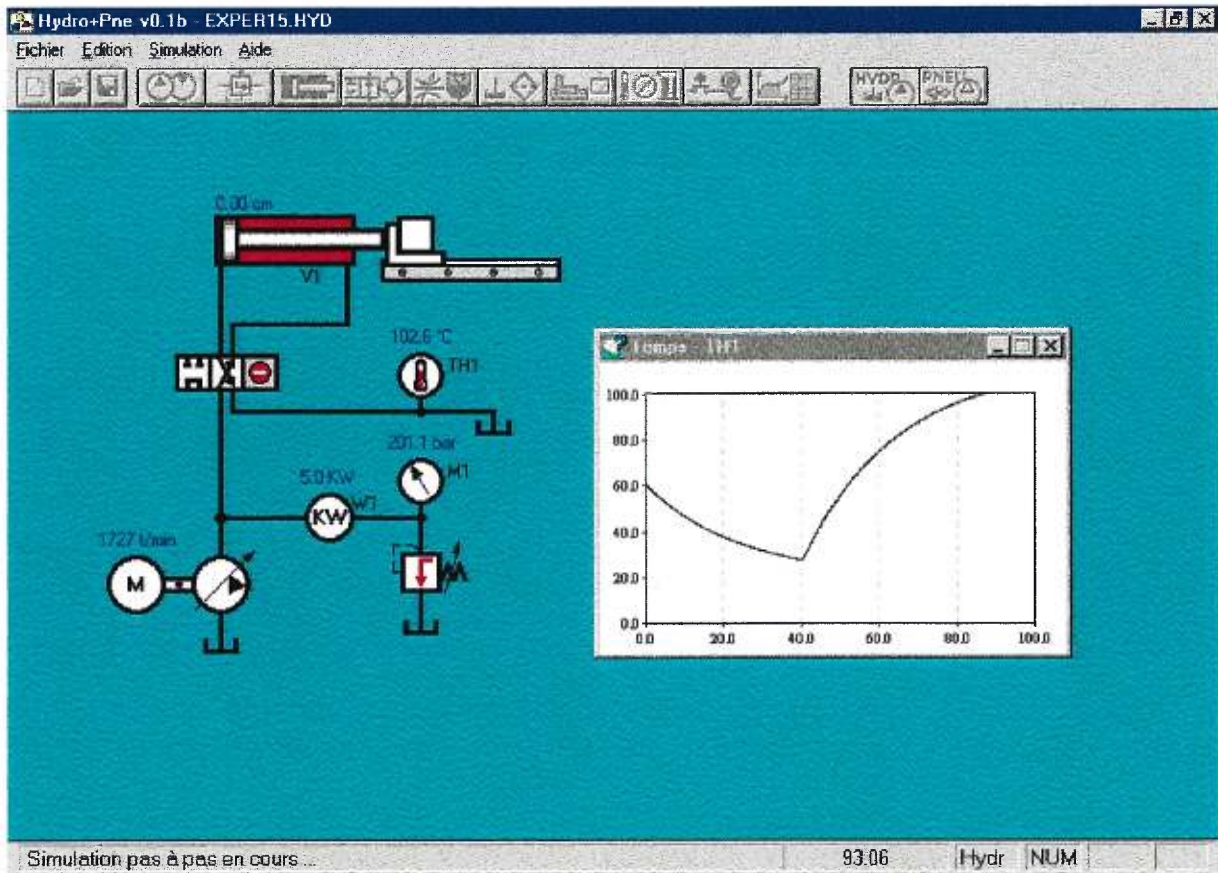 Hydro+Pne v0.1b - EXPER15.HYD
Fichier Edition Simulation Aide
HYDR PNEU
0.00 cm
V1
102.6 °C
TH1
201.1 bar
M1
5.0 KW
W1
KW
1727 t/min
M
Temps - TH1
100.0
80.0
60.0
40.0
20.0
0.0
0.0 20.0 40.0 60.0 80.0 100.0
Simulation pas à pas en cours ... 93.06 Hydr NUM